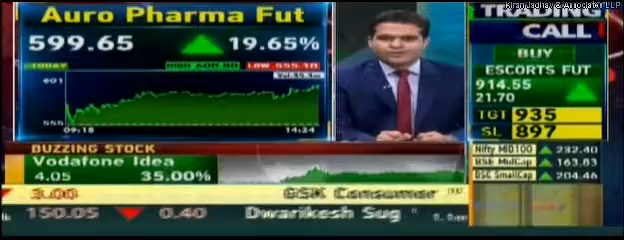 Kiran Jadhav & Associates LLP
Auro Pharma Fut
599.65 19.65%
TODAY HIGH 600.80 LOW 555.10
Vol:35.3m
601
555
09:18 14:24
TRADING
CALL
BUY
ESCORTS FUT
914.55
21.70
TGT 935
SL 897
BUZZING STOCK
Vodafone Idea
4.05 35.00%
Nifty MID100 232.40
BSE MidCap 163.83
BSE SmallCap 204.46
3.00 GSK Consumer
150.05 0.40 Dwarikesh Sug